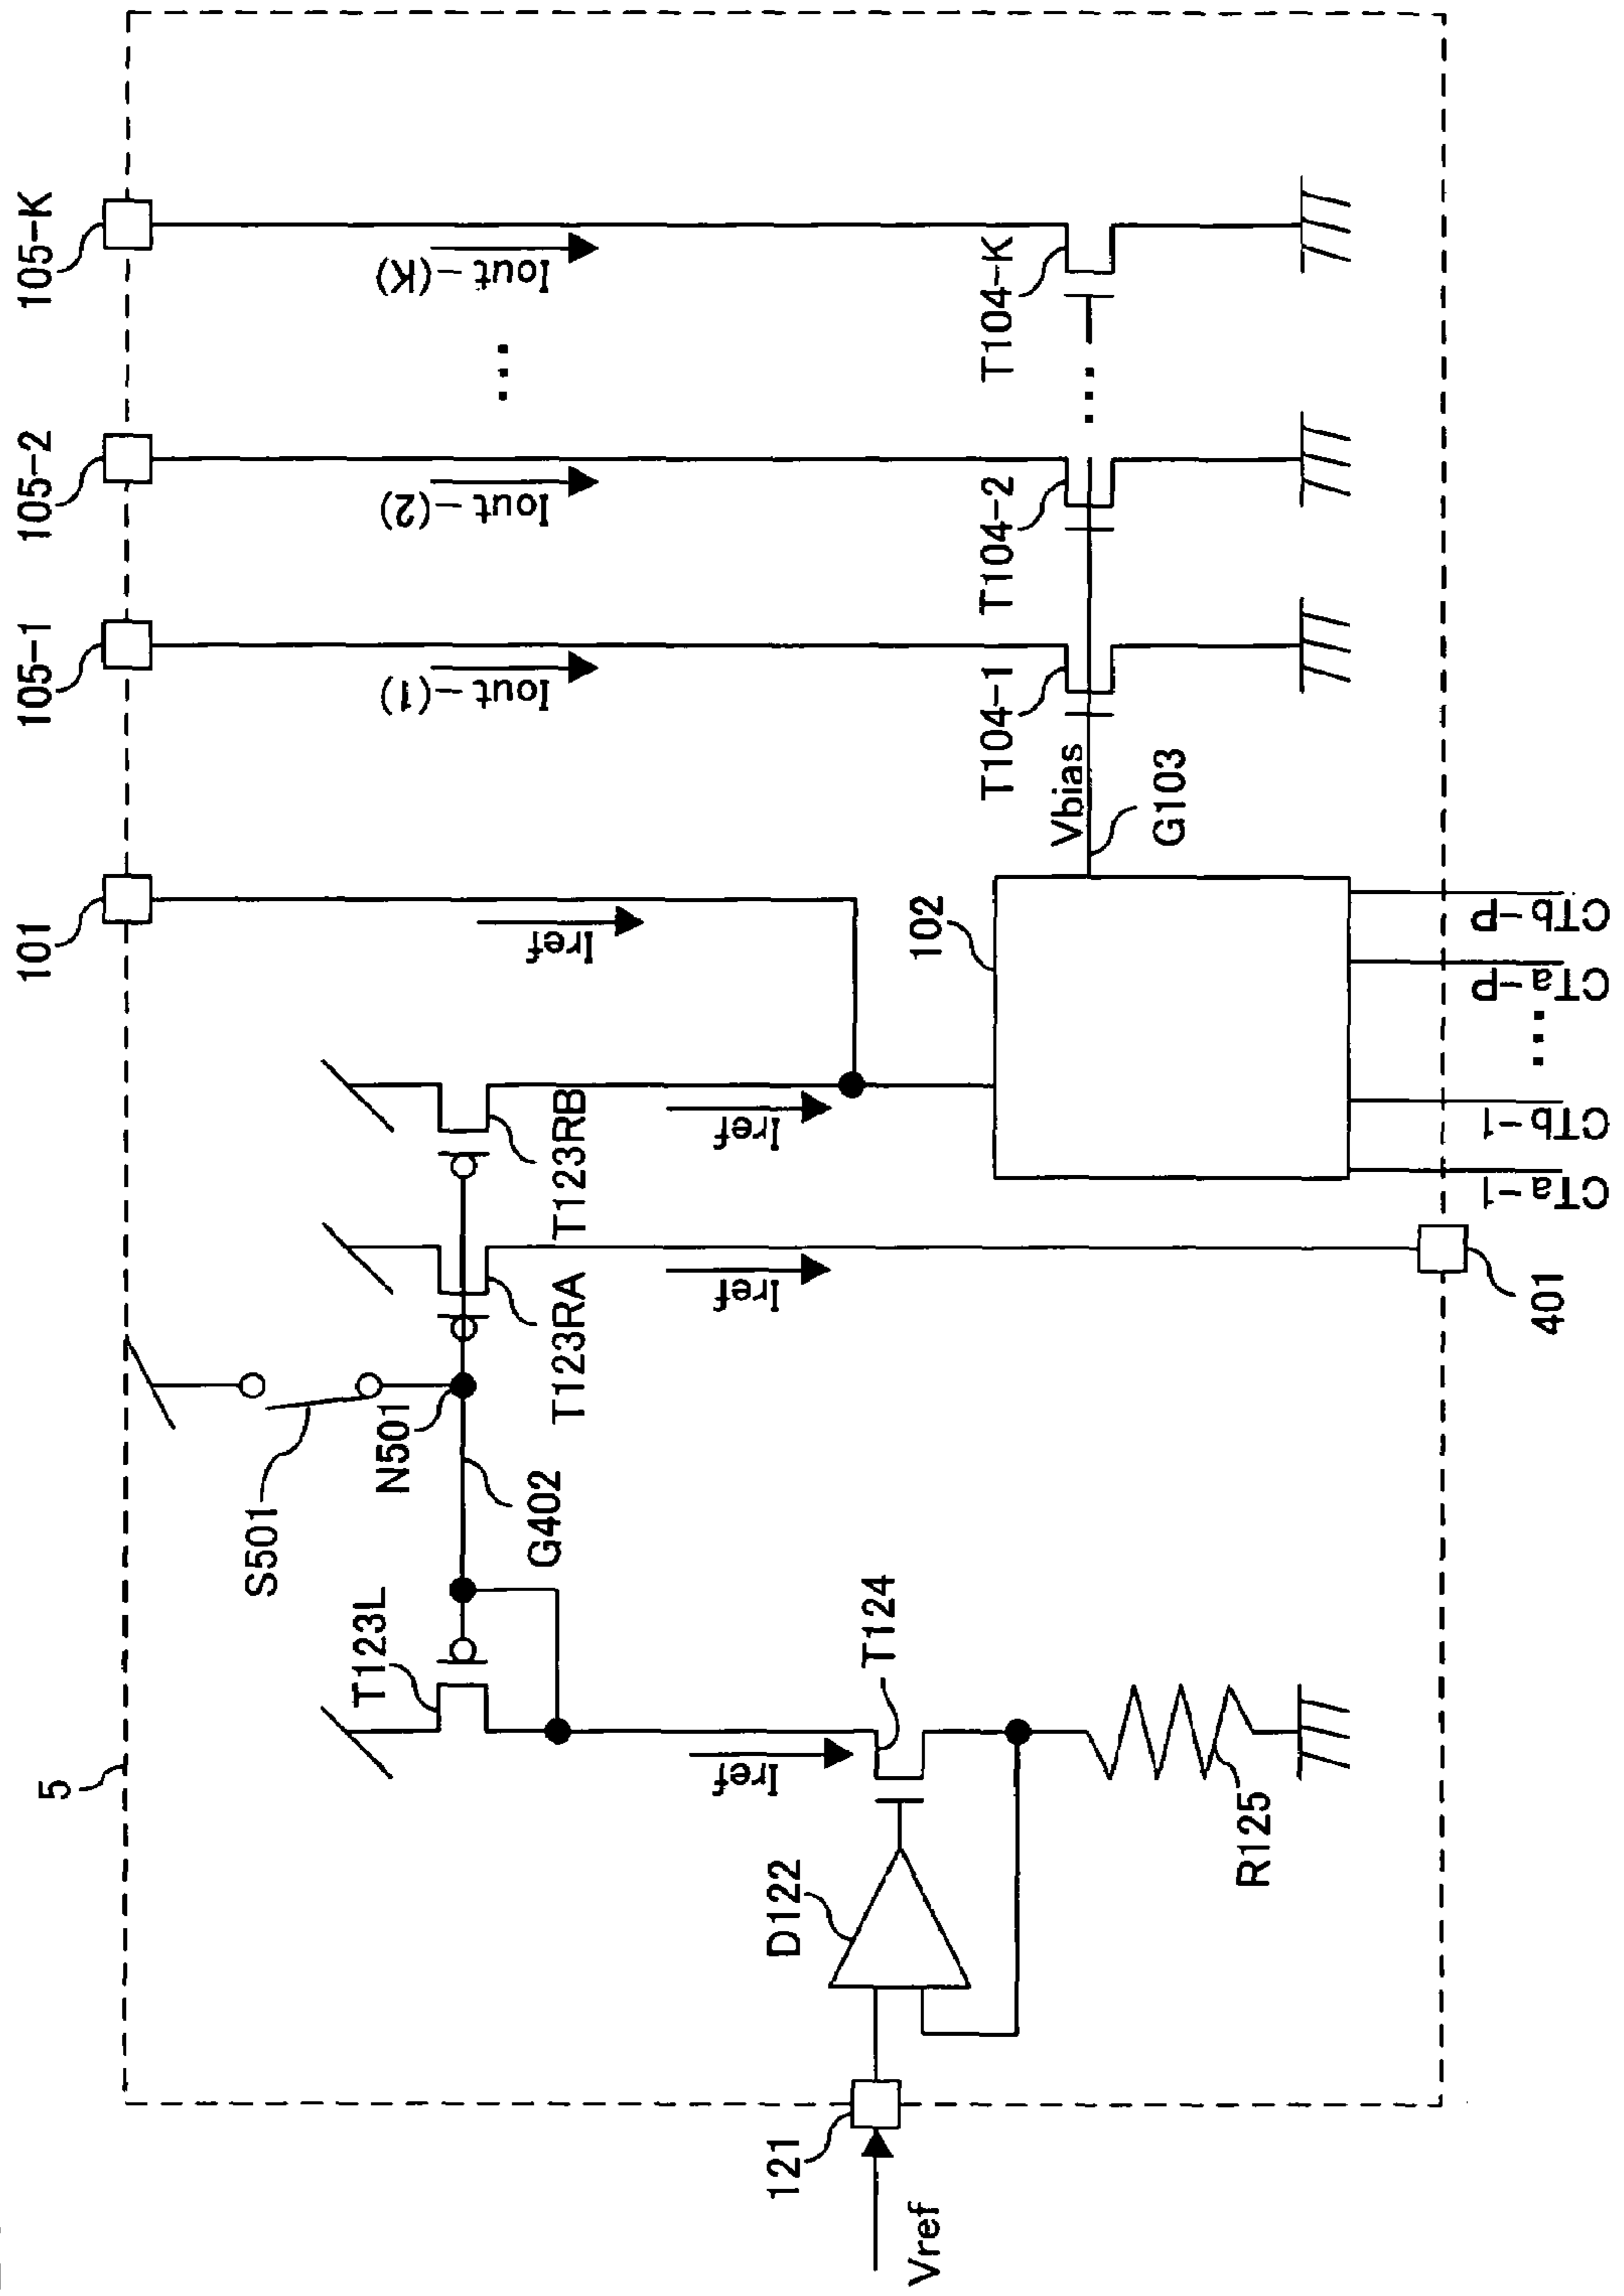 5
101
105-1
105-2
105-K
S501
N501
T123L
G402
T123RA
T123RB
Iref
Iref
Iref
Iref
Iout-(1)
Iout-(2)
Iout-(K)
...
D122
T124
R125
102
Vbias
G103
T104-1
T104-2
...
T104-K
121
Vref
401
CTa-1
CTb-1
...
CTa-P
CTb-P